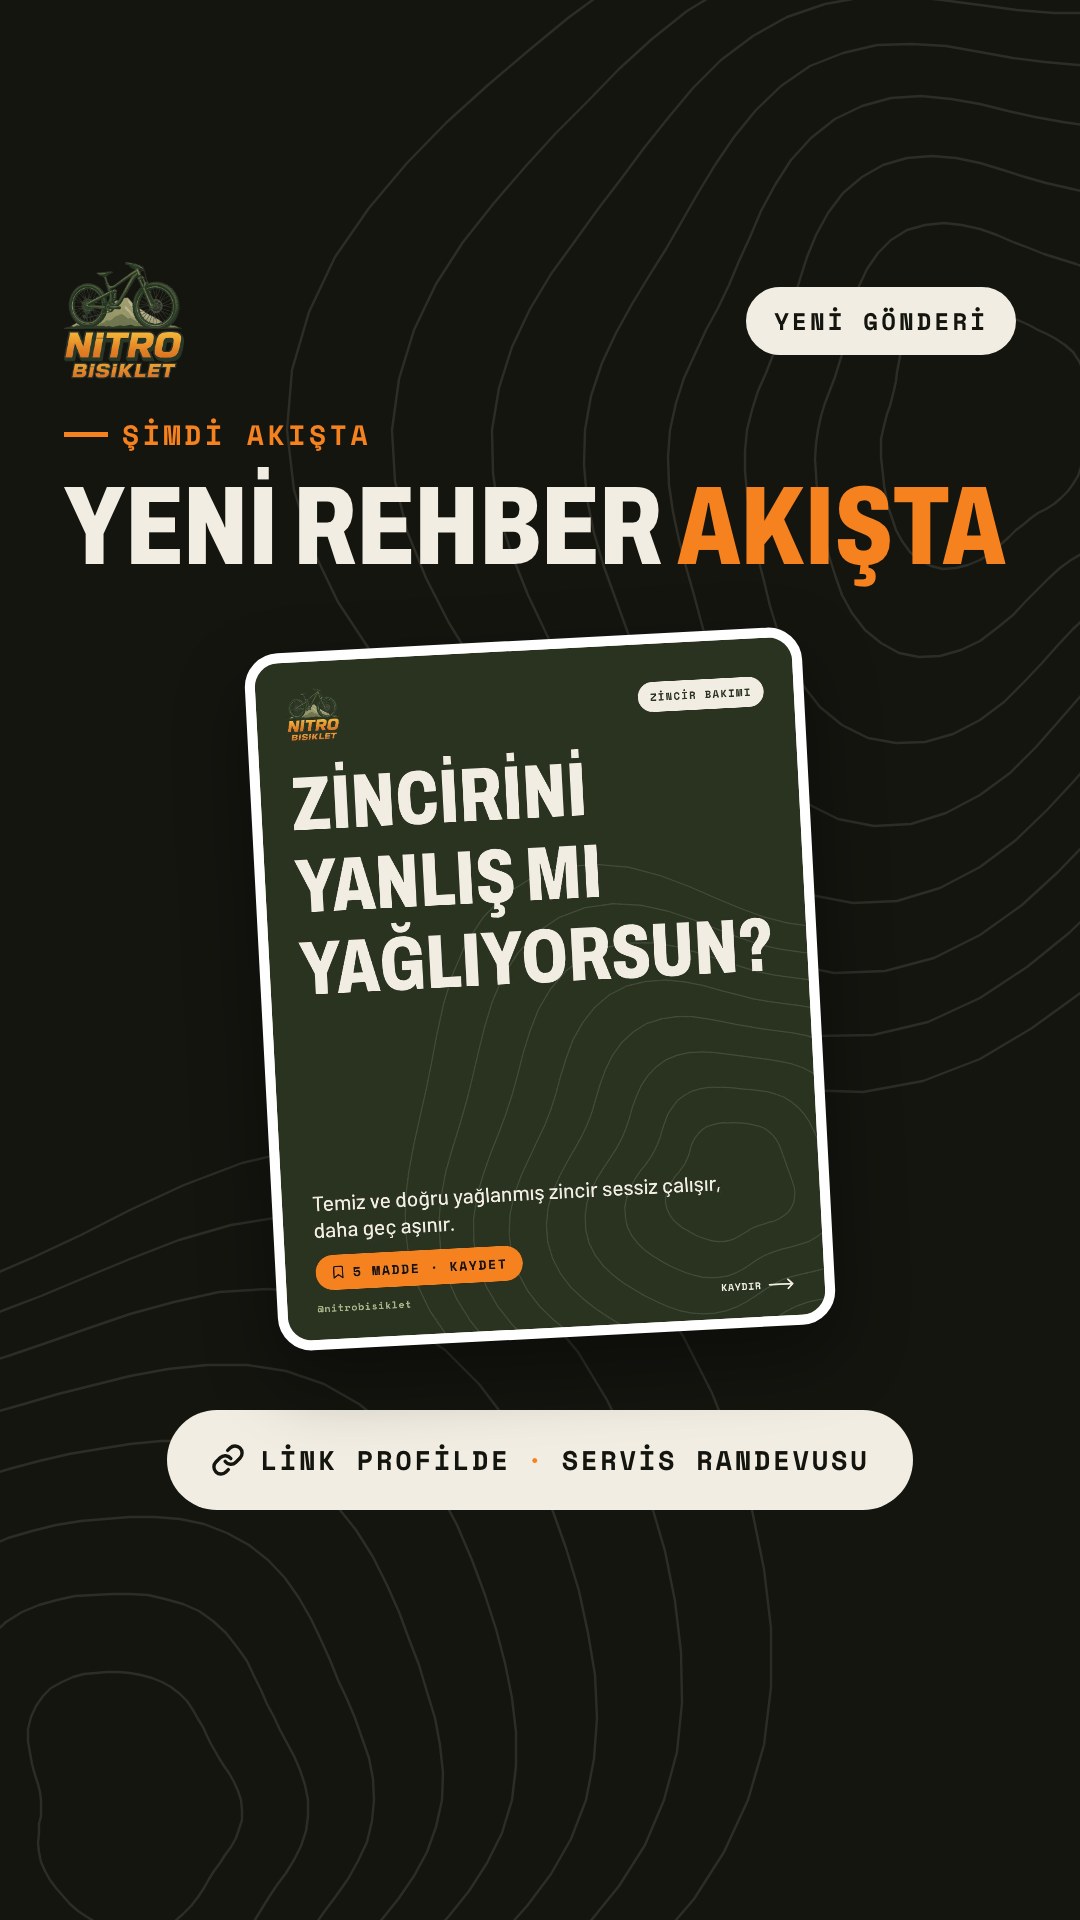 NiTRO
BiSiKLET
YENİ GÖNDERİ
ŞİMDİ AKIŞTA
YENİ REHBER AKIŞTA
NiTRO
BiSiKLET
ZİNCİR BAKIMI
ZİNCİRİNİ
YANLIŞ MI
YAĞLIYORSUN?
Temiz ve doğru yağlanmış zincir sessiz çalışır,
daha geç aşınır.
5 MADDE · KAYDET
@nitrobisiklet
KAYDIR →
LİNK PROFİLDE · SERVİS RANDEVUSU